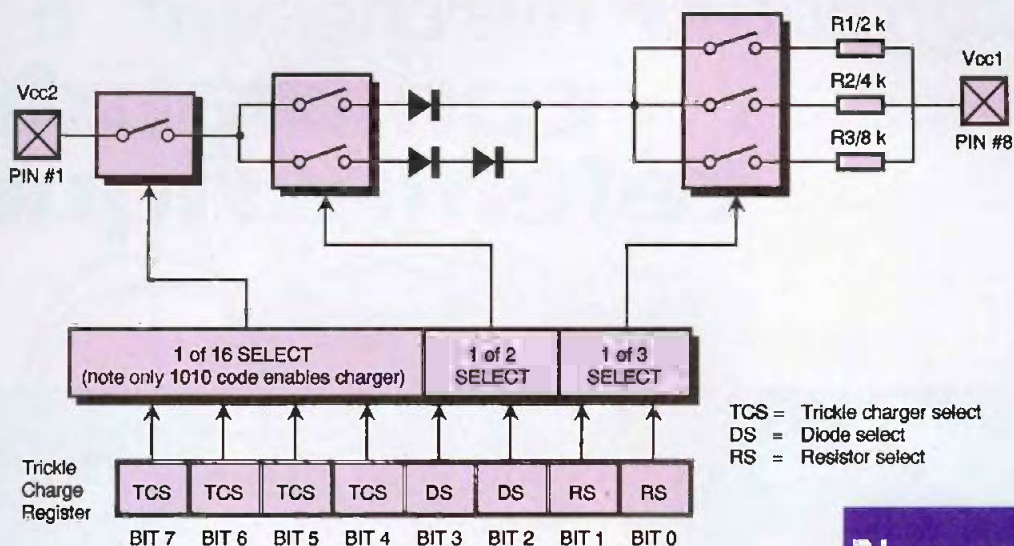 R1/2 k
Vcc2
Vcc1
R2/4 k
PIN #1
R3/8 k
PIN #8
1 of 16 SELECT
(note only 1010 code enables charger)
1 of 2
SELECT
1 of 3
SELECT
TCS = Trickle charger select
DS = Diode select
RS = Resistor select
Trickle
Charge
Register
TCS TCS TCS TCS DS DS RS RS
BIT 7 BIT 6 BIT 5 BIT 4 BIT 3 BIT 2 BIT 1 BIT 0